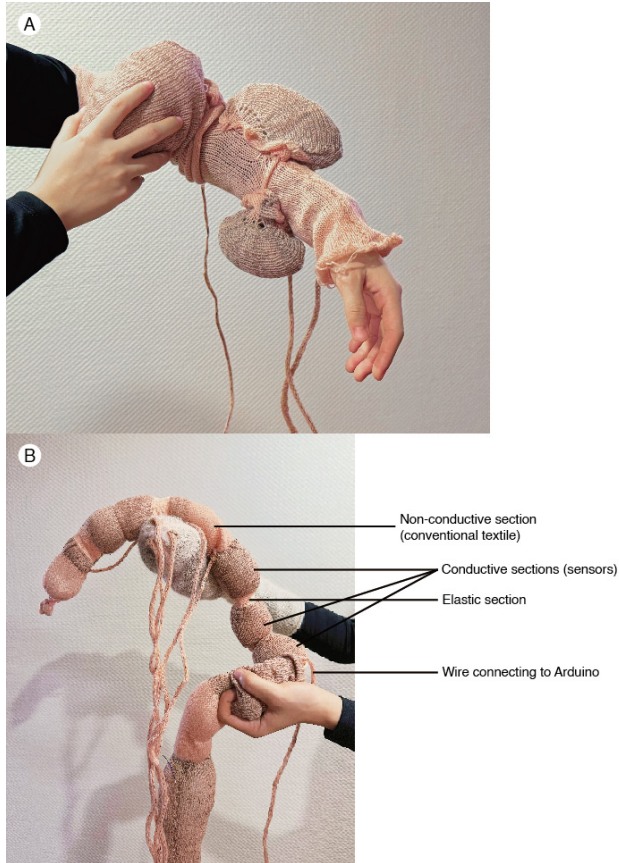 A
B
Non-conductive section
(conventional textile)
Conductive sections (sensors)
Elastic section
Wire connecting to Arduino